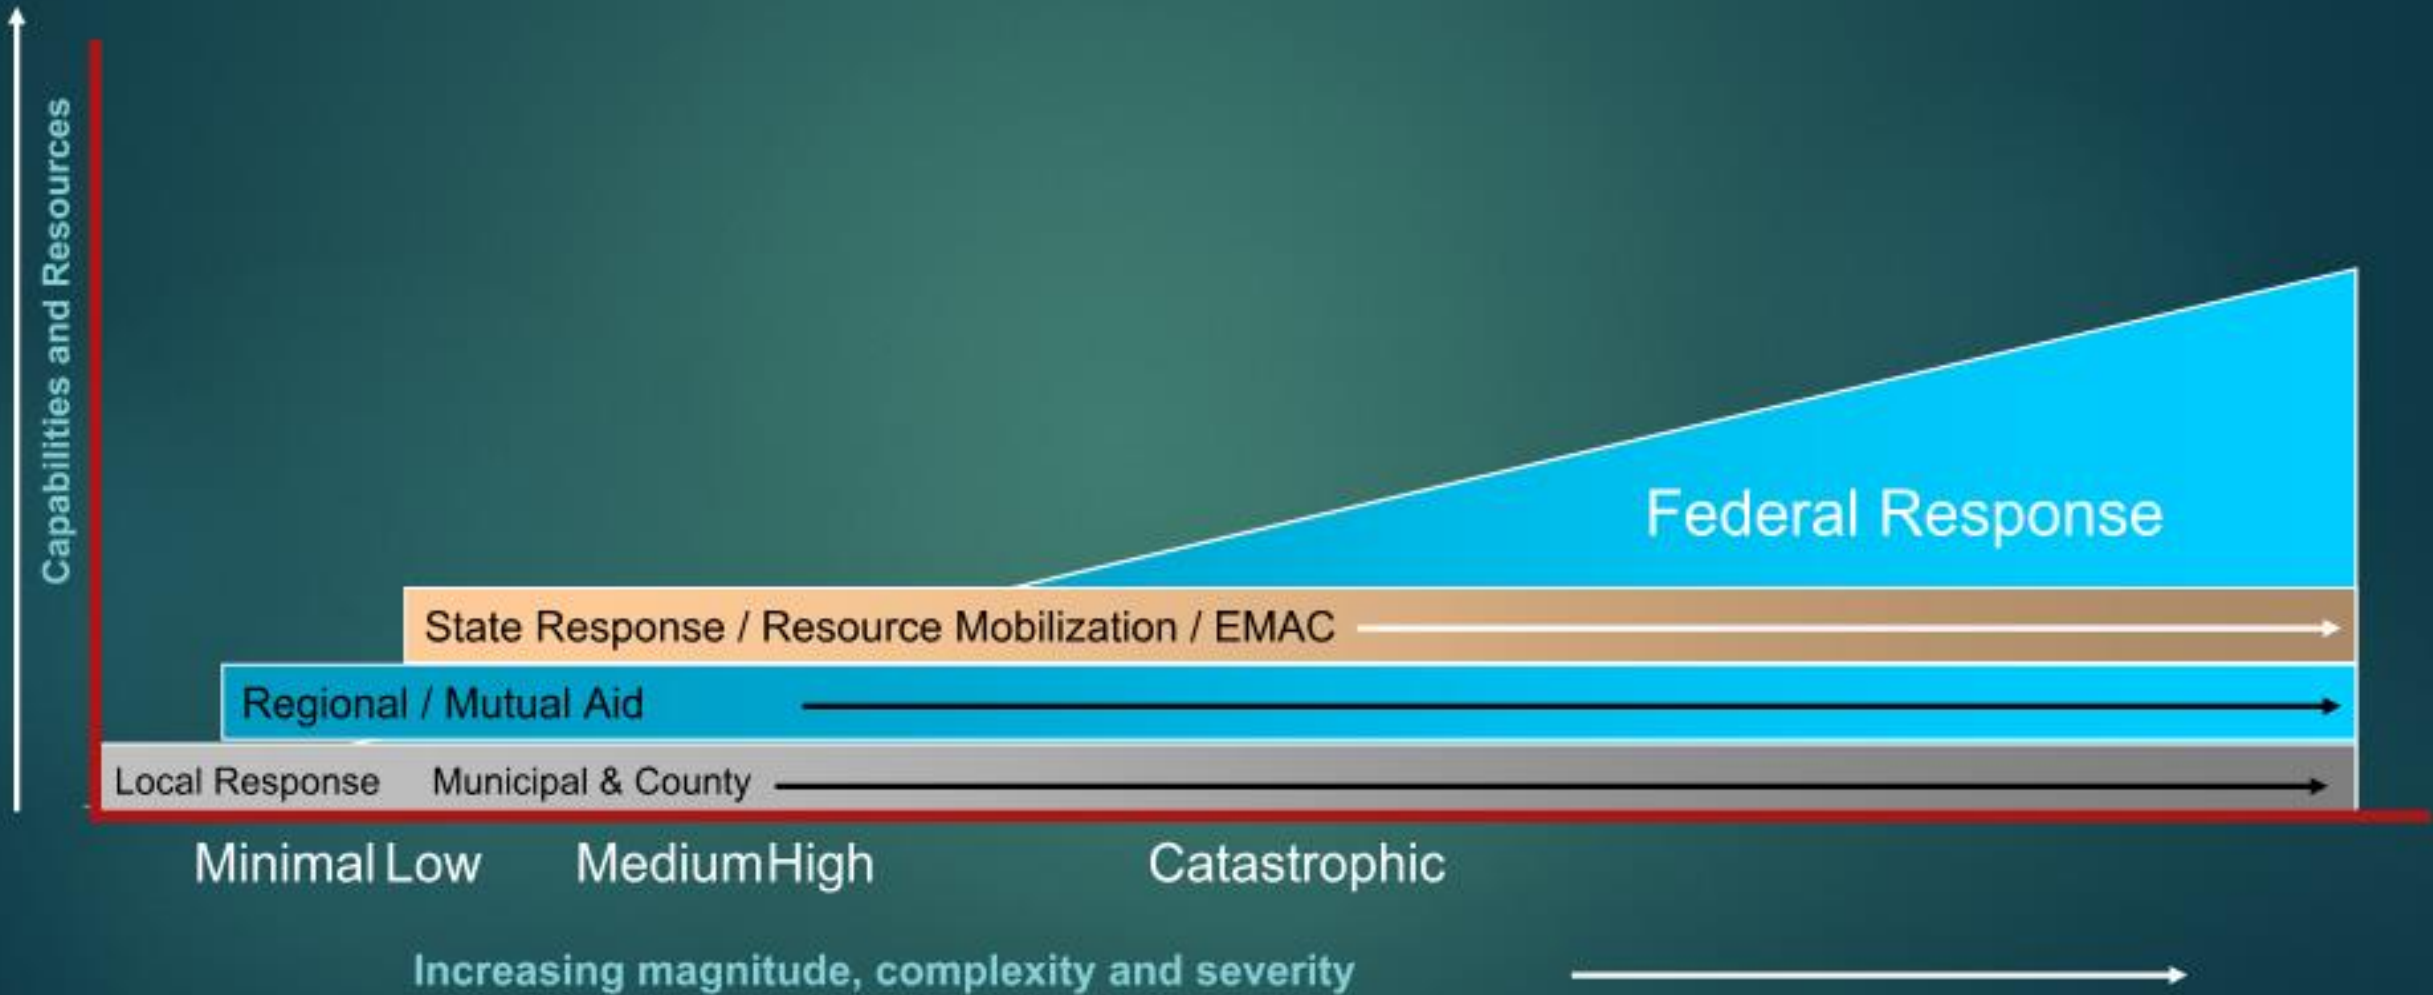 Capabilities and Resources
Federal Response
State Response / Resource Mobilization / EMAC
Regional / Mutual Aid
Local Response Municipal & County
Minimal Low Medium High Catastrophic
Increasing magnitude, complexity and severity